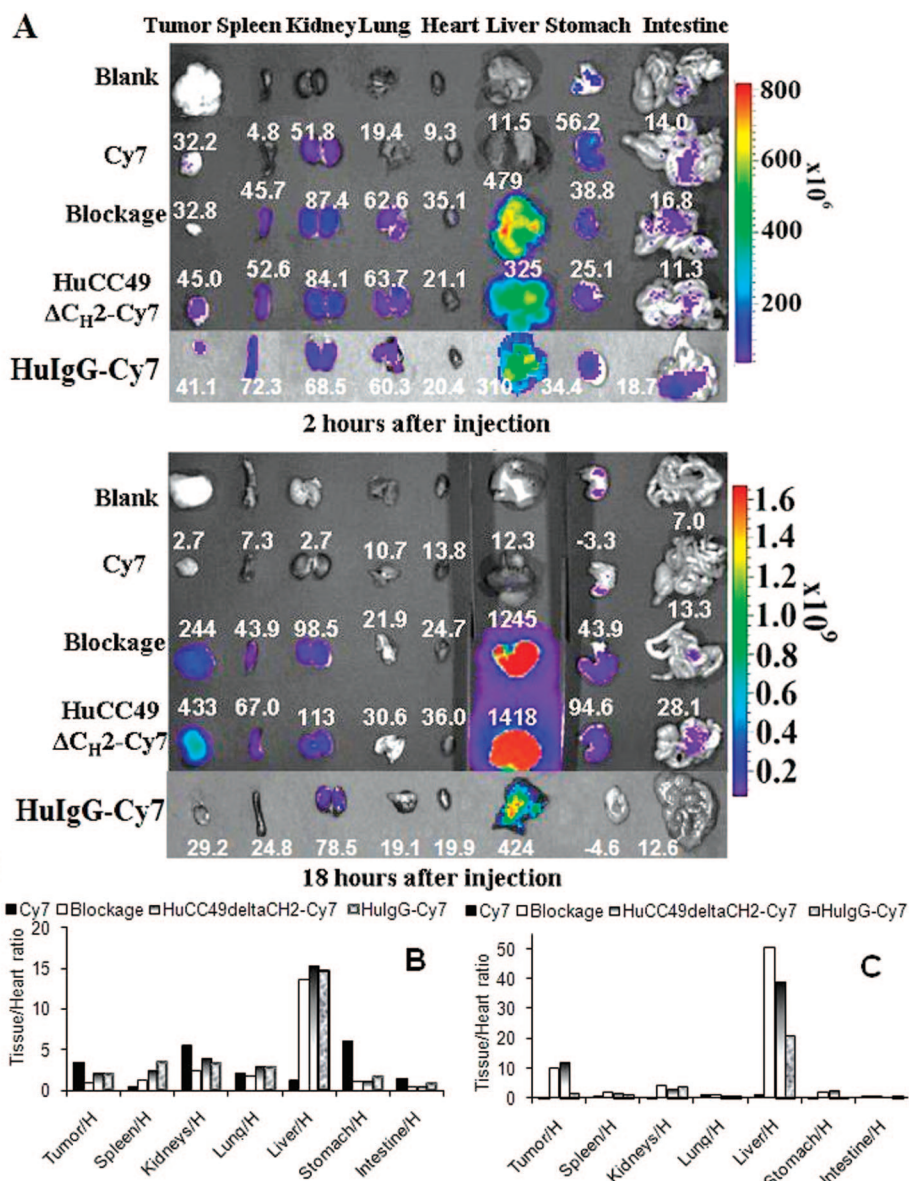 A
Tumor Spleen Kidney Lung Heart Liver Stomach Intestine
Blank
Cy7
32.2 4.8 51.8 19.4 9.3 11.5 56.2 14.0
Blockage
32.8 45.7 87.4 62.6 35.1 479 38.8 16.8
HuCC49
ΔCH2-Cy7
45.0 52.6 84.1 63.7 21.1 325 25.1 11.3
HuIgG-Cy7
41.1 72.3 68.5 60.3 20.4 310 34.4 18.7
800
600
400
200
x10⁶
2 hours after injection
Blank
Cy7
2.7 7.3 2.7 10.7 13.8 12.3 -3.3 7.0
Blockage
244 43.9 98.5 21.9 24.7 1245 43.9 13.3
HuCC49
ΔCH2-Cy7
433 67.0 113 30.6 36.0 1418 94.6 28.1
HuIgG-Cy7
29.2 24.8 78.5 19.1 19.9 424 -4.6 12.6
1.6
1.4
1.2
1.0
0.8
0.6
0.4
0.2
x10⁹
18 hours after injection
Cy7 Blockage HuCC49deltaCH2-Cy7 HuIgG-Cy7
B
Tissue/Heart ratio
20
15
10
5
0
Tumor/H Spleen/H Kidneys/H Lung/H Liver/H Stomach/H Intestine/H
Cy7 Blockage HuCC49deltaCH2-Cy7 HuIgG-Cy7
C
Tissue/Heart ratio
50
40
30
20
10
0
Tumor/H Spleen/H Kidneys/H Lung/H Liver/H Stomach/H Intestine/H